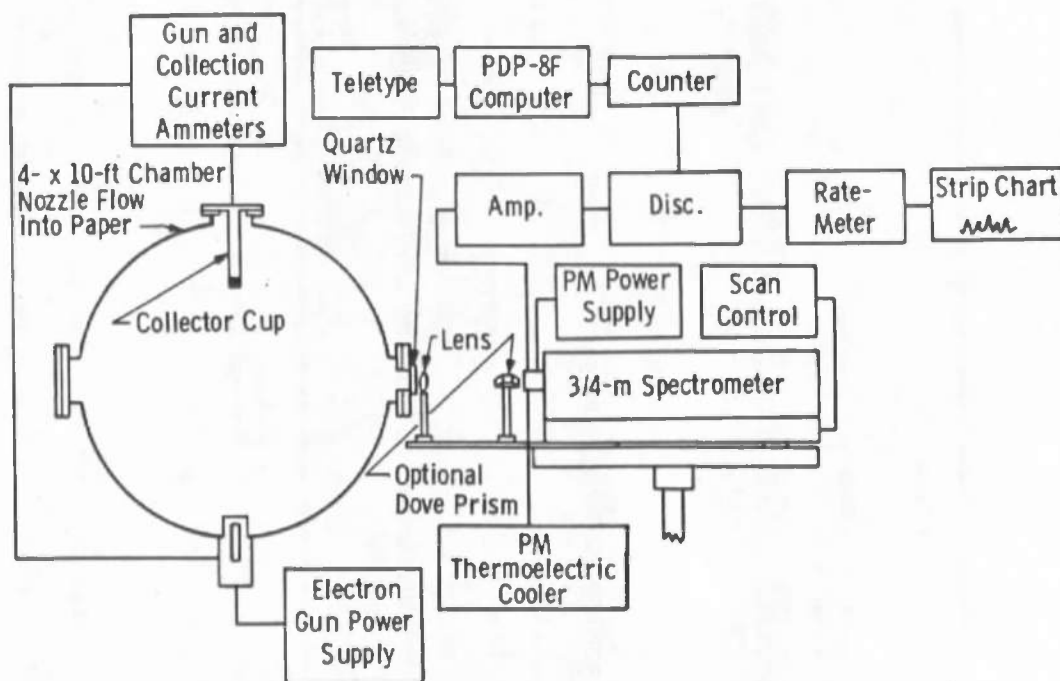 Gun and
Collection
Current
Ammeters
Teletype
PDP-8F
Computer
Counter
Quartz
Window
4- x 10-ft Chamber
Nozzle Flow
Into Paper
Amp.
Disc.
Rate-
Meter
Strip Chart
Collector Cup
PM Power
Supply
Scan
Control
Lens
3/4-m Spectrometer
Optional
Dove Prism
PM
Thermoelectric
Cooler
Electron
Gun Power
Supply